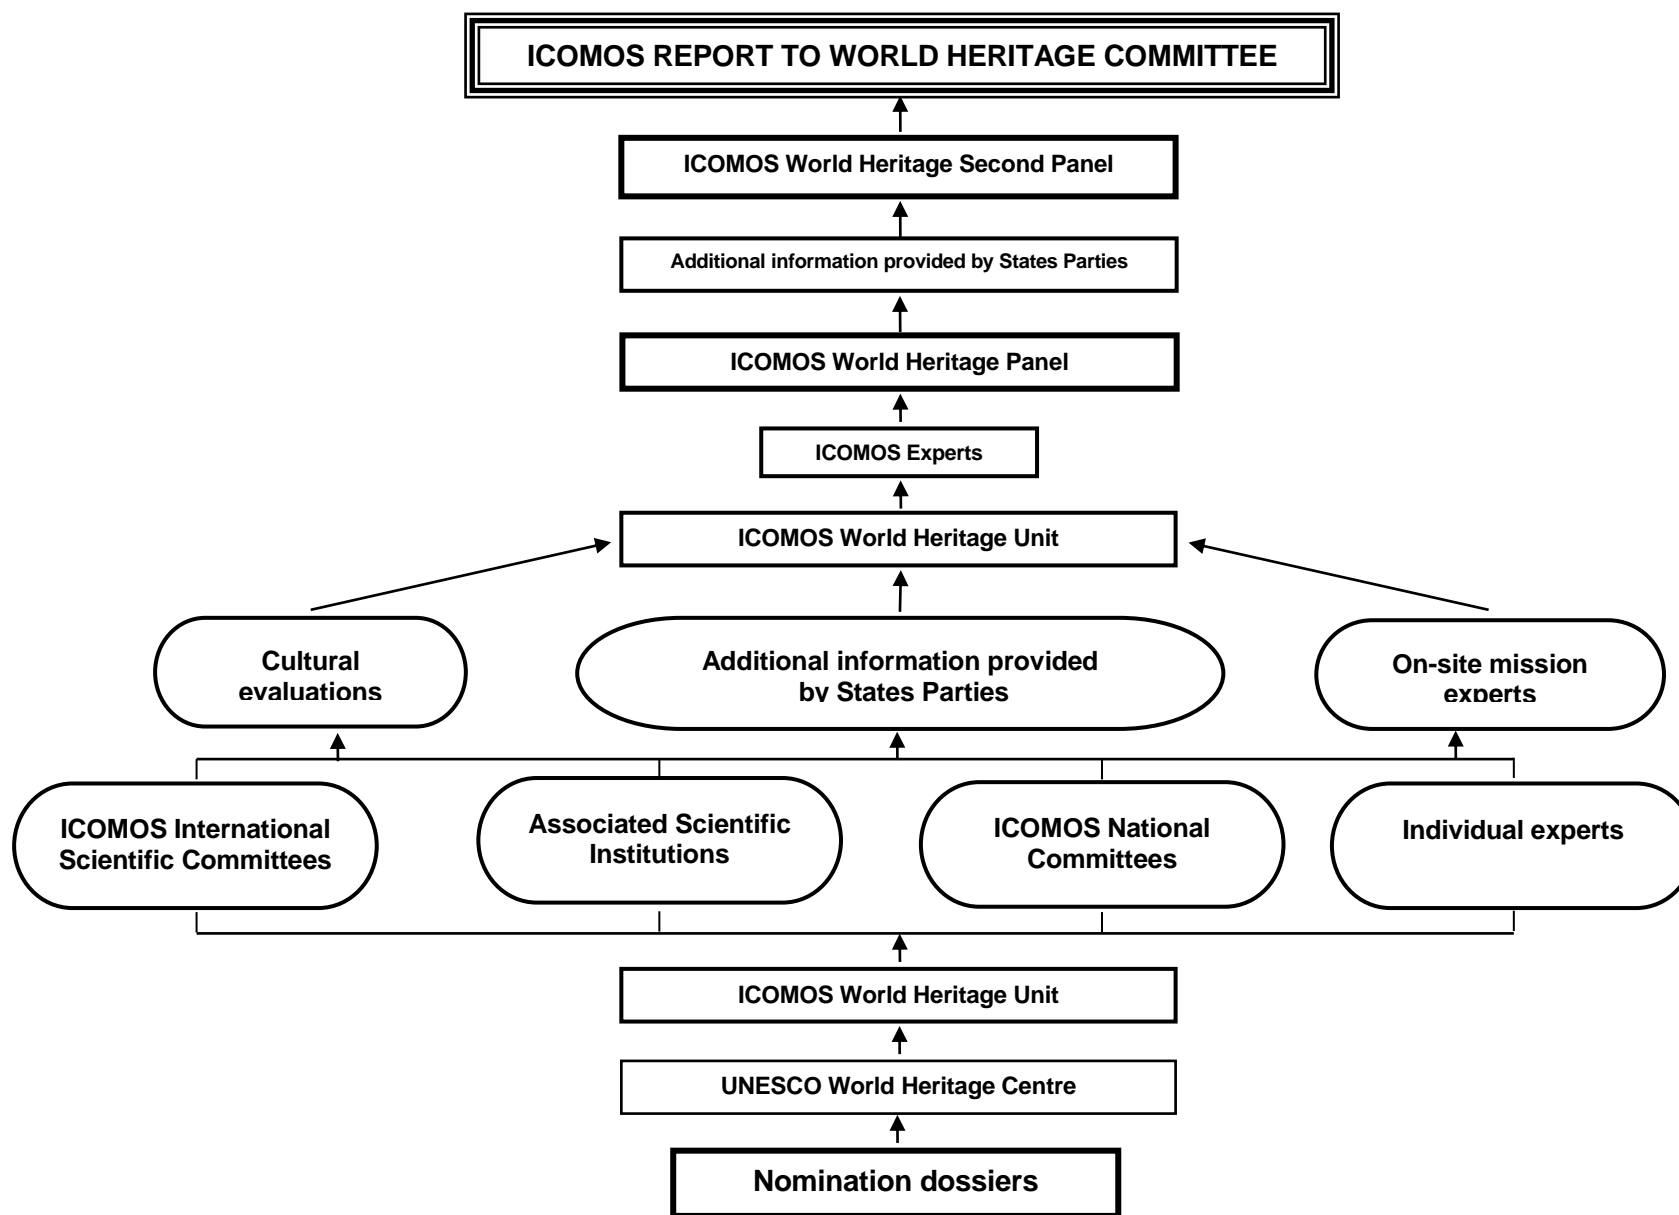 ICOMOS REPORT TO WORLD HERITAGE COMMITTEE
ICOMOS World Heritage Second Panel
Additional information provided by States Parties
ICOMOS World Heritage Panel
ICOMOS Experts
ICOMOS World Heritage Unit
Cultural
evaluations
Additional information provided
by States Parties
On-site mission
experts
ICOMOS International
Scientific Committees
Associated Scientific
Institutions
ICOMOS National
Committees
Individual experts
ICOMOS World Heritage Unit
UNESCO World Heritage Centre
Nomination dossiers